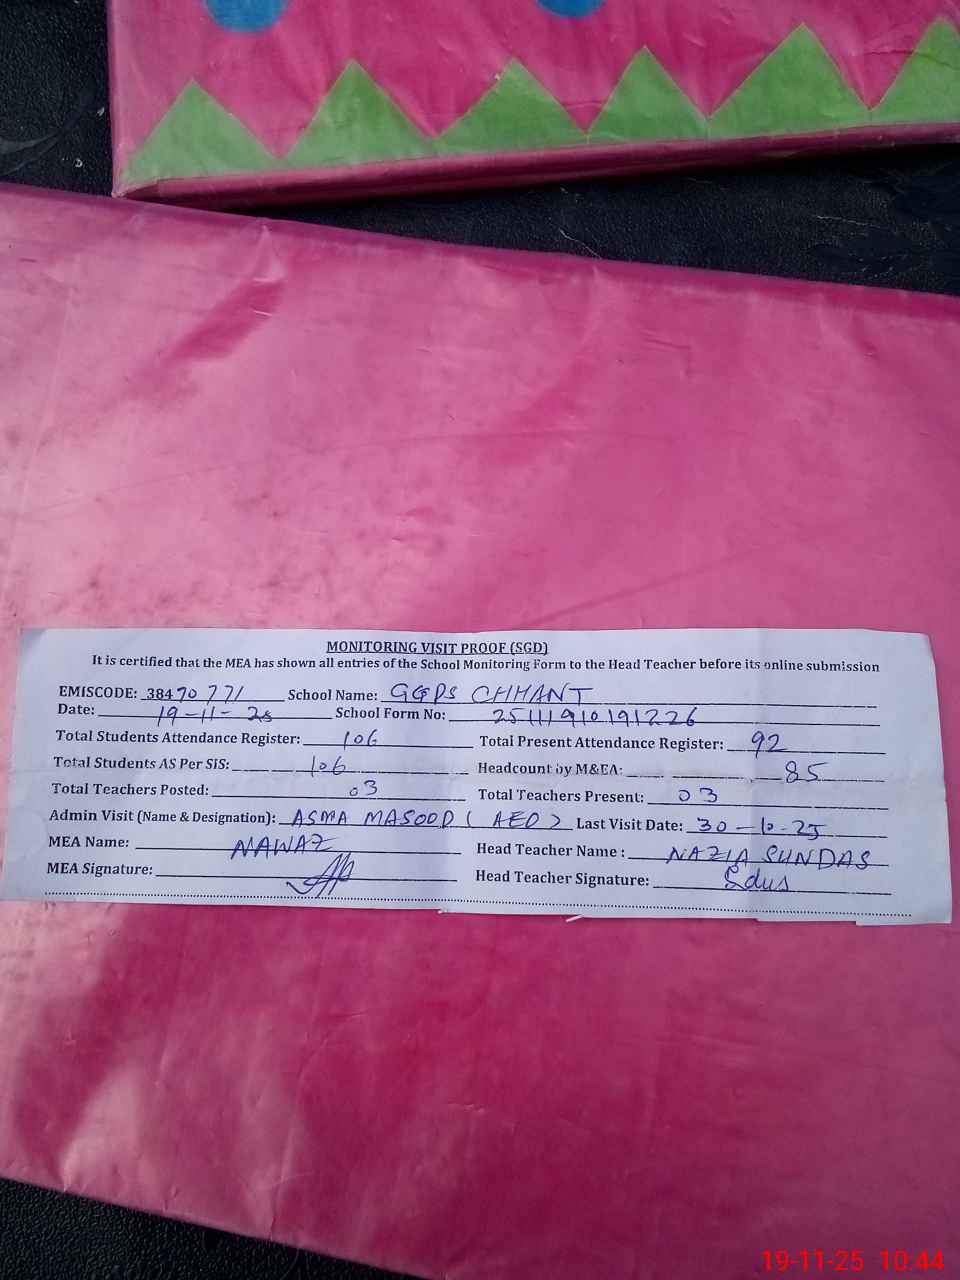 MONITORING VISIT PROOF (SGD)
It is certified that the MEA has shown all entries of the School Monitoring Form to the Head Teacher before its online submission
EMISCODE: 38470771 School Name: GGPS CHHANT
Date: 19-11-25 School Form No: 25111910191226
Total Students Attendance Register: 106 Total Present Attendance Register: 92
Total Students AS Per SIS: 106 Headcount by M&EA: 85
Total Teachers Posted: 03 Total Teachers Present: 03
Admin Visit (Name & Designation): ASMA MASOOD (AEO) Last Visit Date: 30-10-25
MEA Name: NAWAZ Head Teacher Name : NAZIA SUNDAS
MEA Signature: Head Teacher Signature: Sdus
19-11-25 10:44